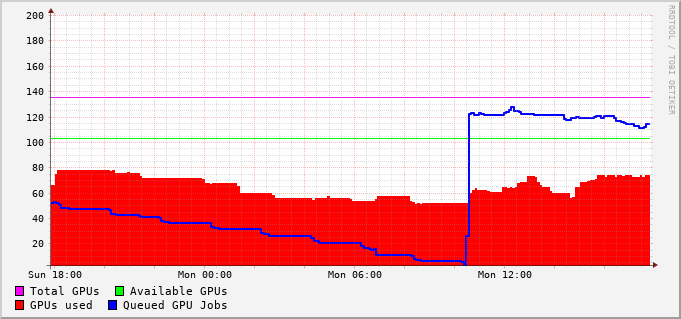 200
180
160
140
120
100
80
60
40
20
Sun 18:00 Mon 00:00 Mon 06:00 Mon 12:00
Total GPUs Available GPUs
GPUs used Queued GPU Jobs
RRDTOOL / TOBI OETIKER